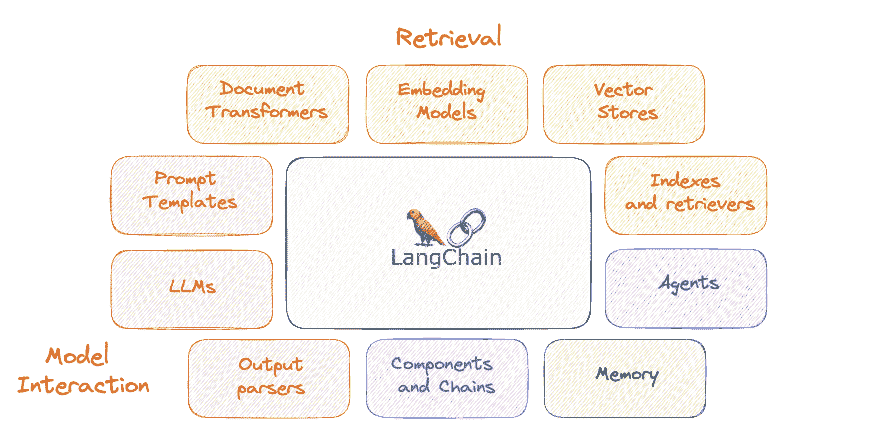 Retrieval
Document
Transformers
Embedding
Models
Vector
Stores
Prompt
Templates
LangChain
Indexes
and retrievers
LLMs
Agents
Model
Interaction
Output
parsers
Components
and Chains
Memory